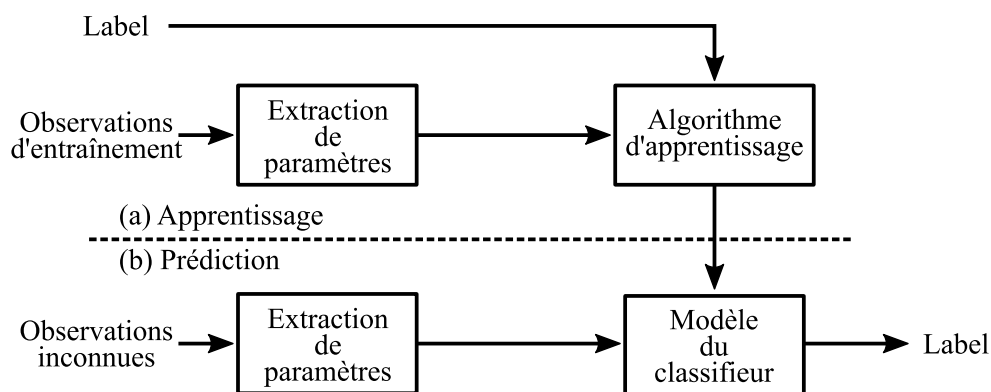 Label
Observations
d'entraînement
Extraction
de
paramètres
Algorithme
d'apprentissage
(a) Apprentissage
(b) Prédiction
Observations
inconnues
Extraction
de
paramètres
Modèle
du
classifieur
Label